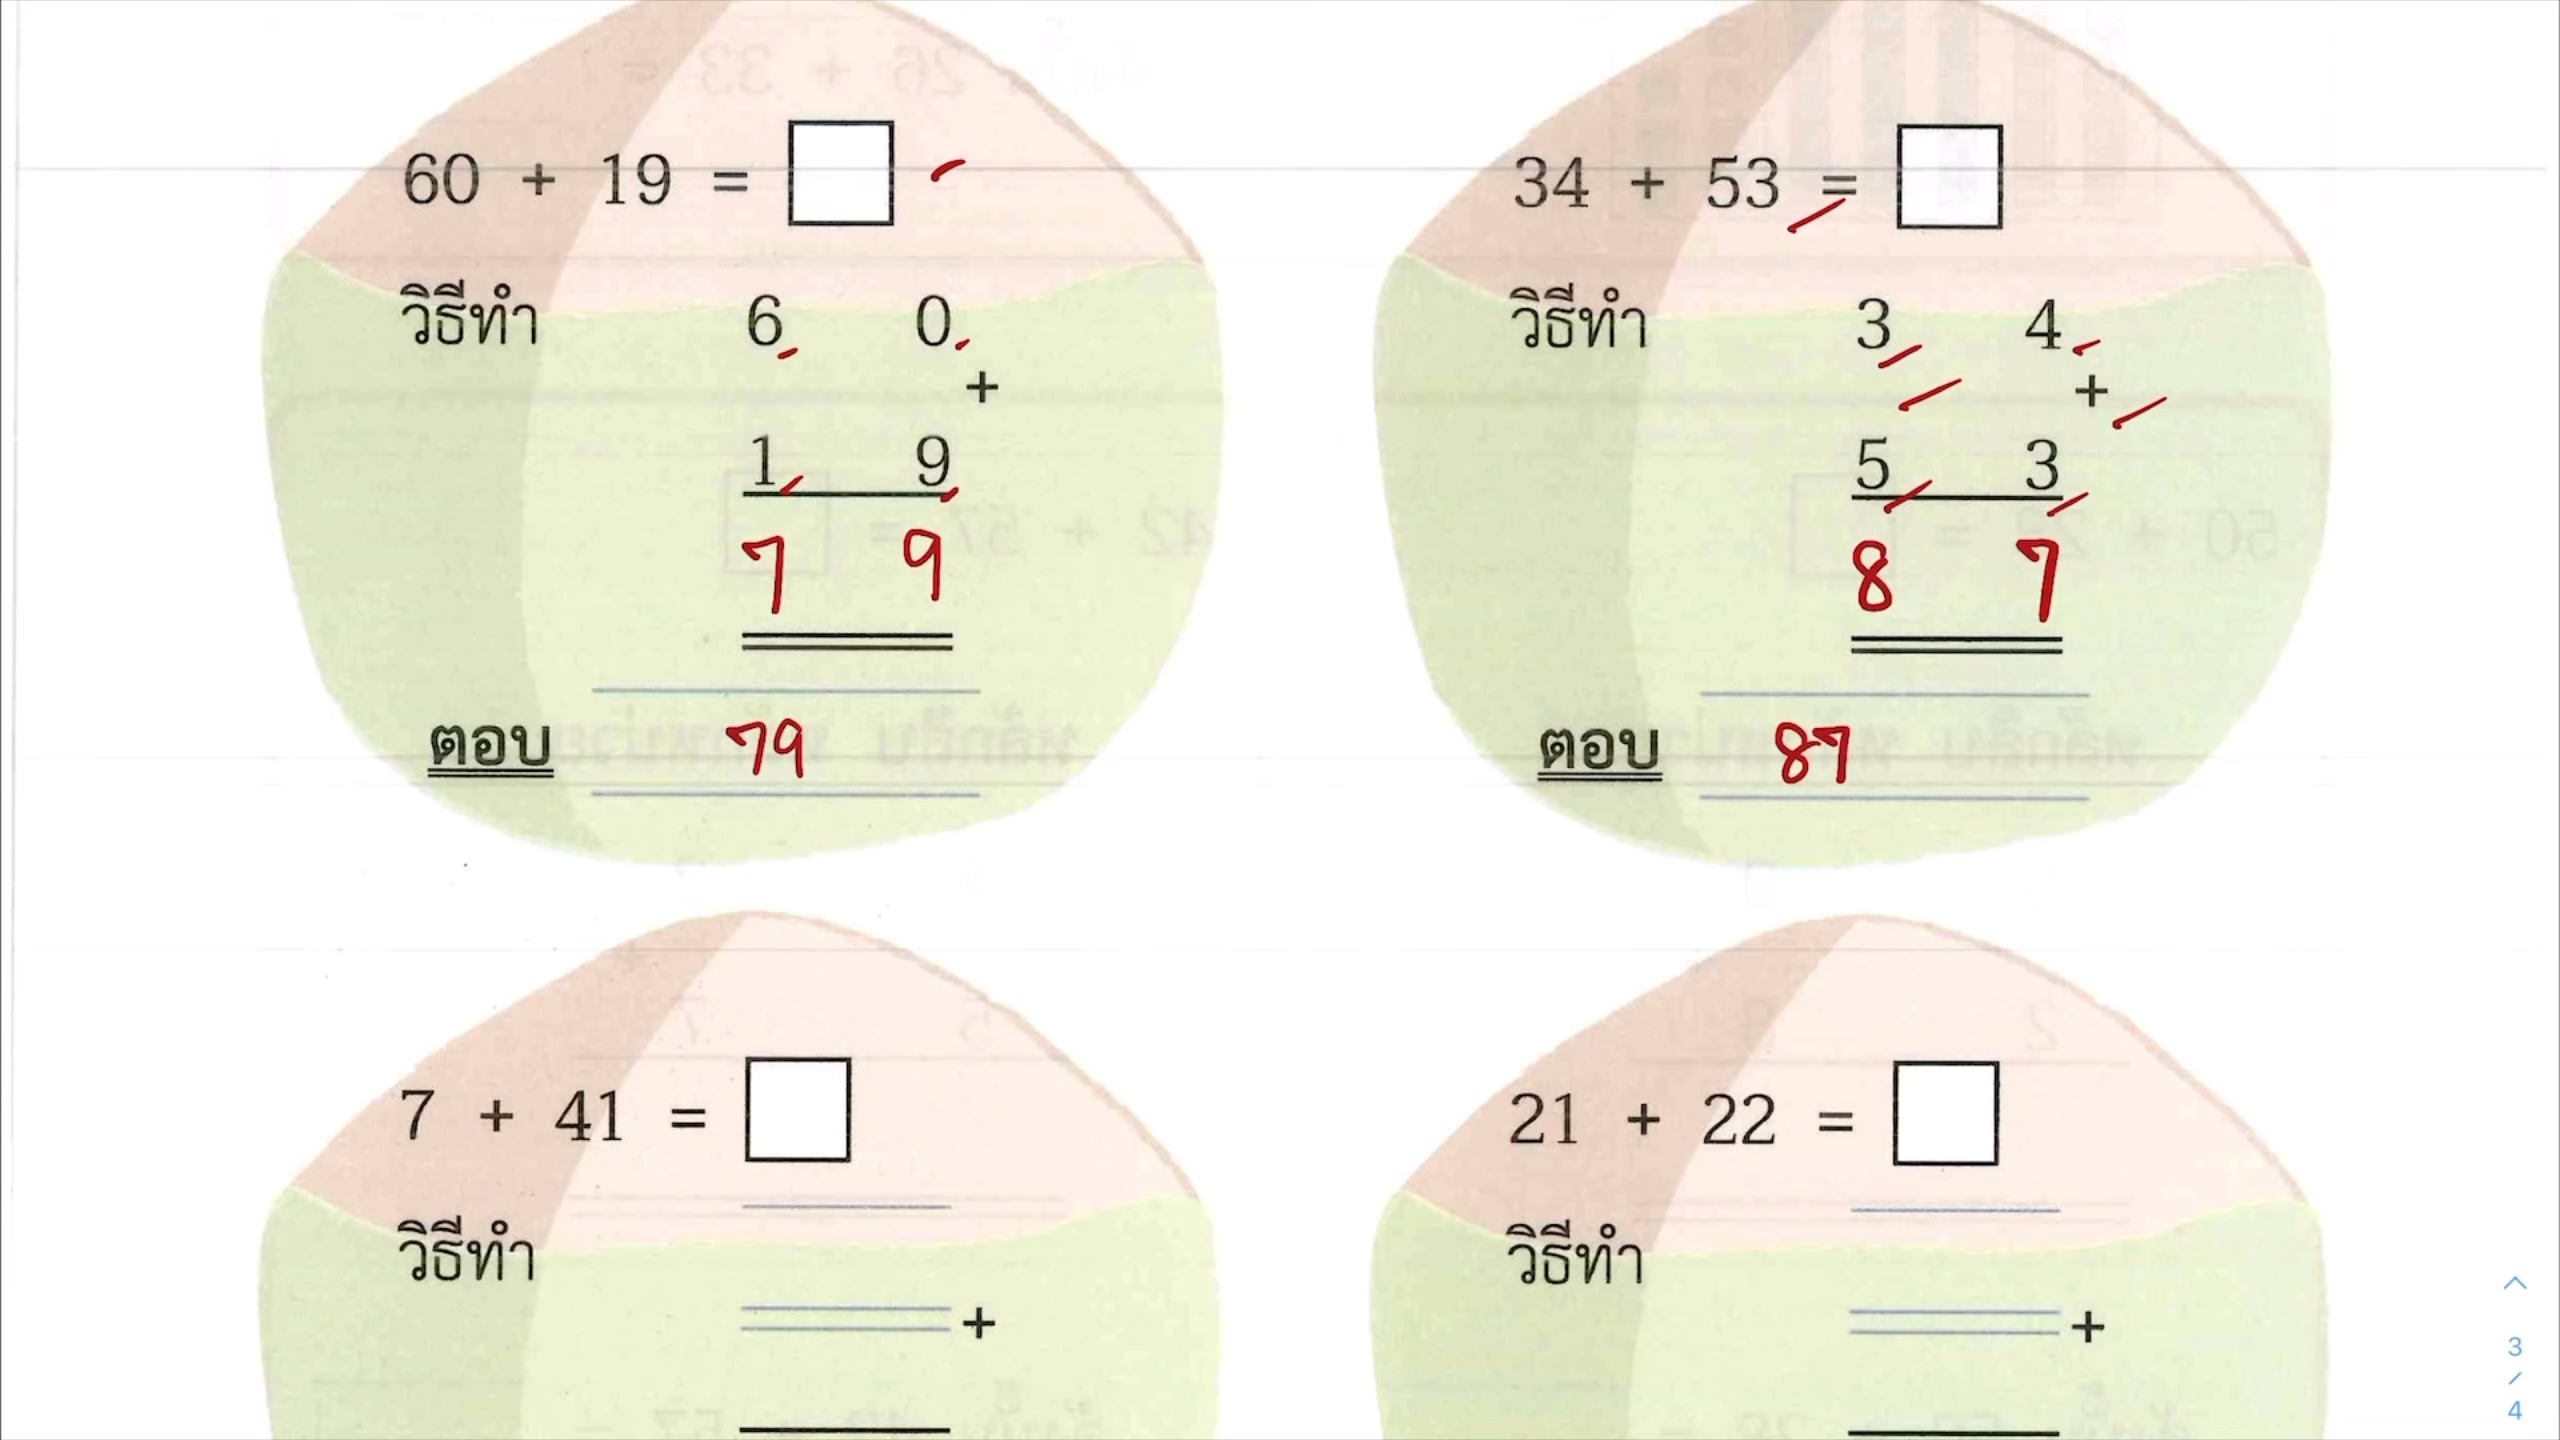 60 + 19 =
วิธีทำ 6 0
+
1 9
7 9
ตอบ 79
34 + 53 =
วิธีทำ 3 4
+
5 3
8 7
ตอบ 87
7 + 41 =
วิธีทำ
+
21 + 22 =
วิธีทำ
+
3
/
4